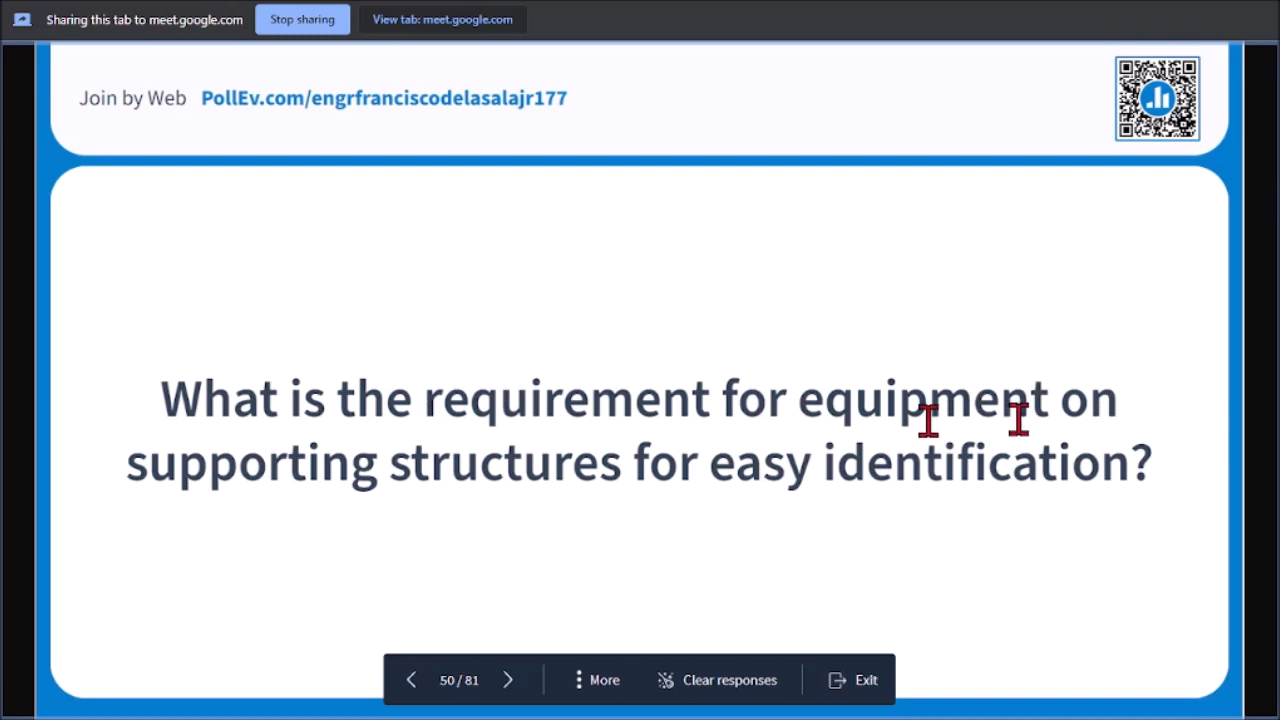 Sharing this tab to meet.google.com
Stop sharing
View tab: meet.google.com
Join by Web PollEv.com/engrfranciscodelasalajr177
What is the requirement for equipment on
supporting structures for easy identification?
50 / 81
More
Clear responses
Exit